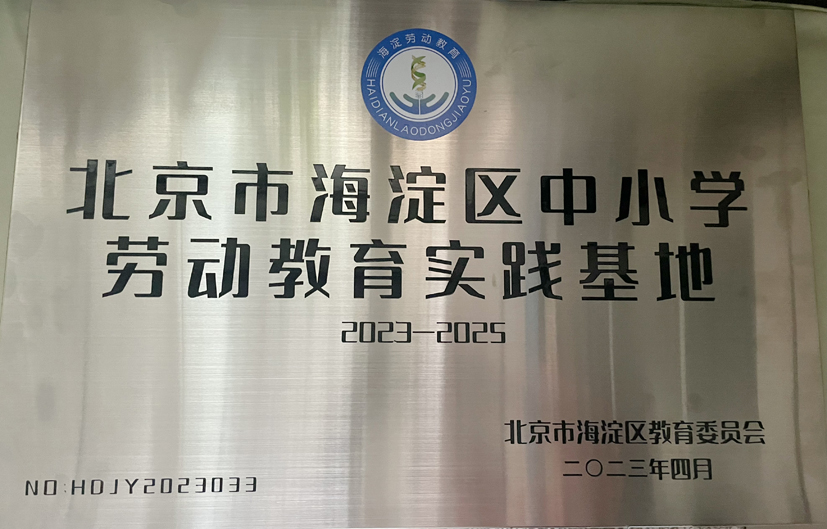 海淀劳动教育
HAIDIANLAODONGJIAOYU
北京市海淀区中小学
劳动教育实践基地
2023—2025
北京市海淀区教育委员会
二〇二三年四月
NO:HDJY2023033